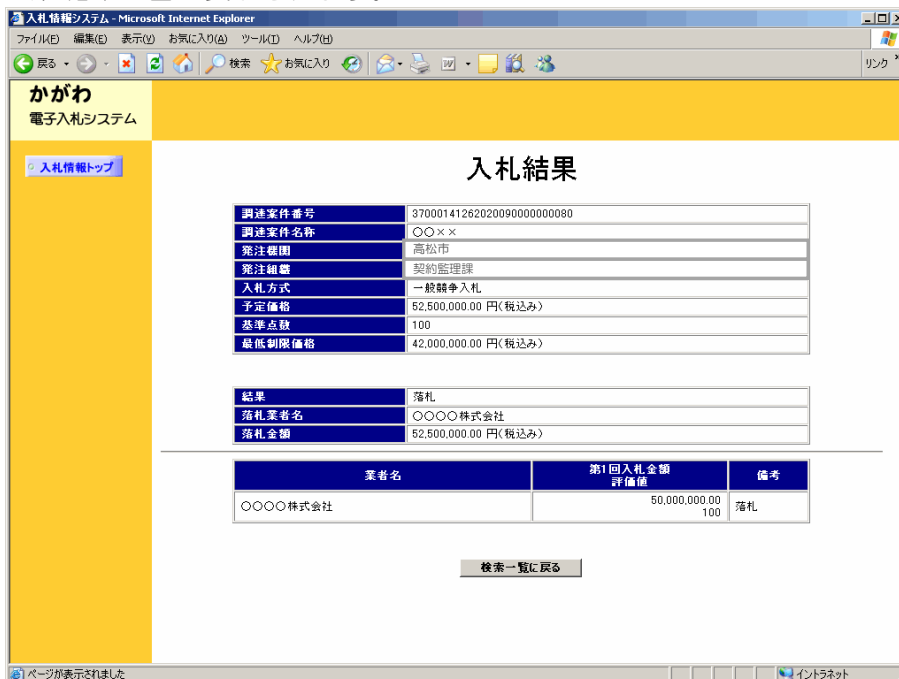 入札情報システム - Microsoft Internet Explorer
ファイル(E) 編集(E) 表示(V) お気に入り(A) ツール(T) ヘルプ(H)
戻る 検索 お気に入り リンク
かがわ
電子入札システム
入札情報トップ
入札結果
調達案件番号 37000141262020090000000080
調達案件名称 〇〇××
発注機関 高松市
発注組織 契約監理課
入札方式 一般競争入札
予定価格 52,500,000.00 円(税込み)
基準点数 100
最低制限価格 42,000,000.00 円(税込み)
結果 落札
落札業者名 〇〇〇〇株式会社
落札金額 52,500,000.00 円(税込み)
業者名 第1回入札金額 備考
評価値
〇〇〇〇株式会社 50,000,000.00 落札
100
検索一覧に戻る
ページが表示されました イントラネット